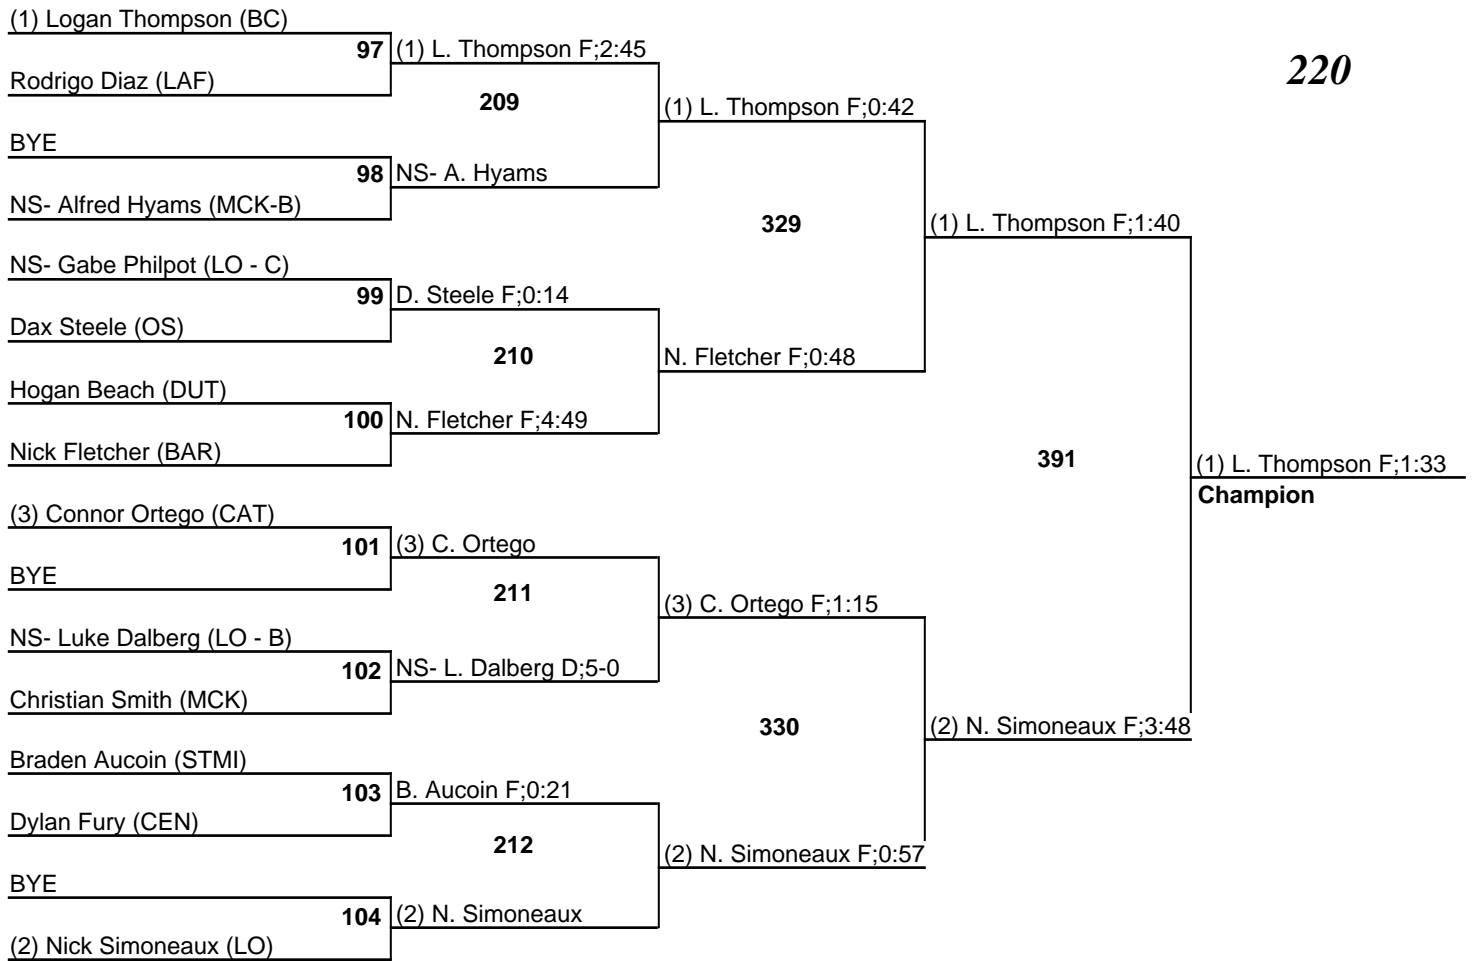 (1) Logan Thompson (BC)
97
(1) L. Thompson F;2:45
220
Rodrigo Diaz (LAF)
209
(1) L. Thompson F;0:42
BYE
98
NS- A. Hyams
NS- Alfred Hyams (MCK-B)
329
(1) L. Thompson F;1:40
NS- Gabe Philpot (LO - C)
99
D. Steele F;0:14
Dax Steele (OS)
210
N. Fletcher F;0:48
Hogan Beach (DUT)
100
N. Fletcher F;4:49
Nick Fletcher (BAR)
391
(1) L. Thompson F;1:33
Champion
(3) Connor Ortego (CAT)
101
(3) C. Ortego
BYE
211
(3) C. Ortego F;1:15
NS- Luke Dalberg (LO - B)
102
NS- L. Dalberg D;5-0
Christian Smith (MCK)
330
(2) N. Simoneaux F;3:48
Braden Aucoin (STMI)
103
B. Aucoin F;0:21
Dylan Fury (CEN)
212
(2) N. Simoneaux F;0:57
BYE
104
(2) N. Simoneaux
(2) Nick Simoneaux (LO)